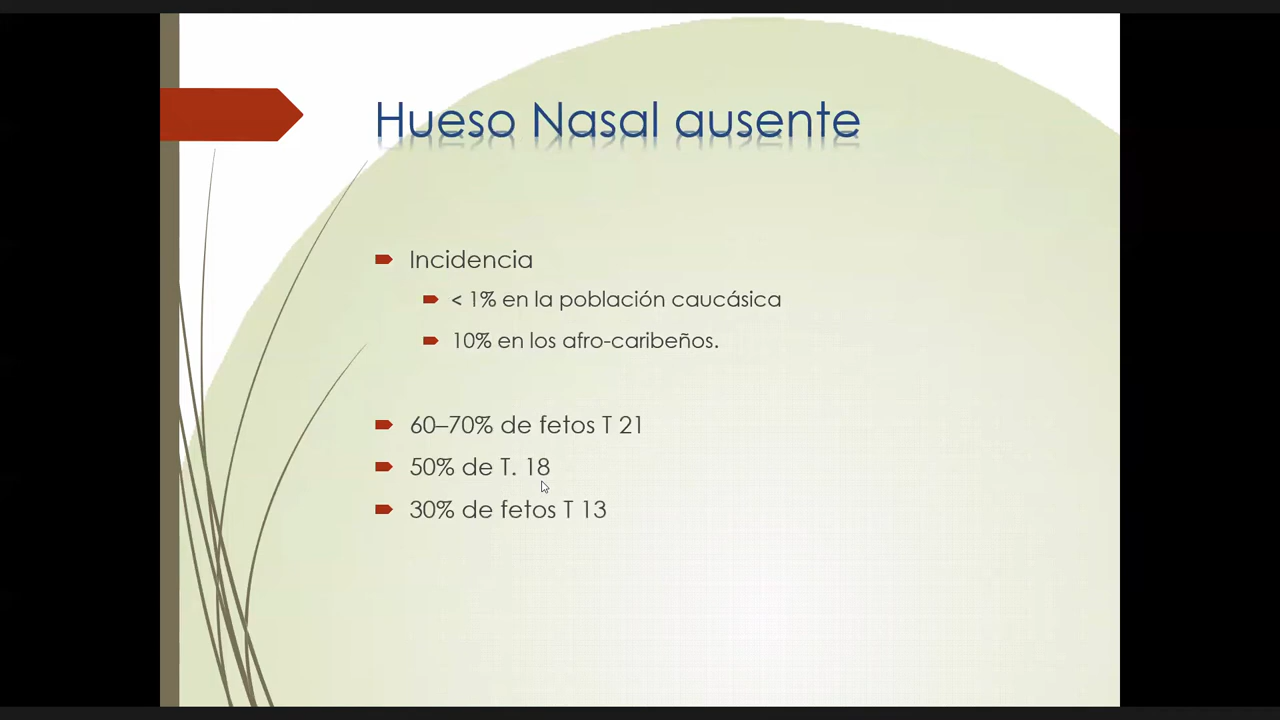 Hueso Nasal ausente
Incidencia
< 1% en la población caucásica
10% en los afro-caribeños.
60–70% de fetos T 21
50% de T. 18
30% de fetos T 13